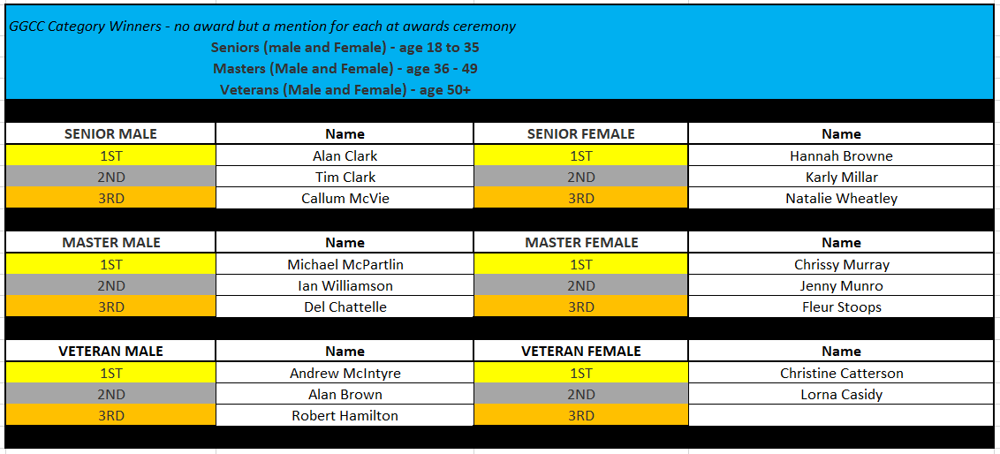 GGCC Category Winners - no award but a mention for each at awards ceremony
Seniors (male and Female) - age 18 to 35
Masters (Male and Female) - age 36 - 49
Veterans (Male and Female) - age 50+
SENIOR MALE Name SENIOR FEMALE Name
1ST Alan Clark 1ST Hannah Browne
2ND Tim Clark 2ND Karly Millar
3RD Callum McVie 3RD Natalie Wheatley
MASTER MALE Name MASTER FEMALE Name
1ST Michael McPartlin 1ST Chrissy Murray
2ND Ian Williamson 2ND Jenny Munro
3RD Del Chattelle 3RD Fleur Stoops
VETERAN MALE Name VETERAN FEMALE Name
1ST Andrew McIntyre 1ST Christine Catterson
2ND Alan Brown 2ND Lorna Casidy
3RD Robert Hamilton 3RD